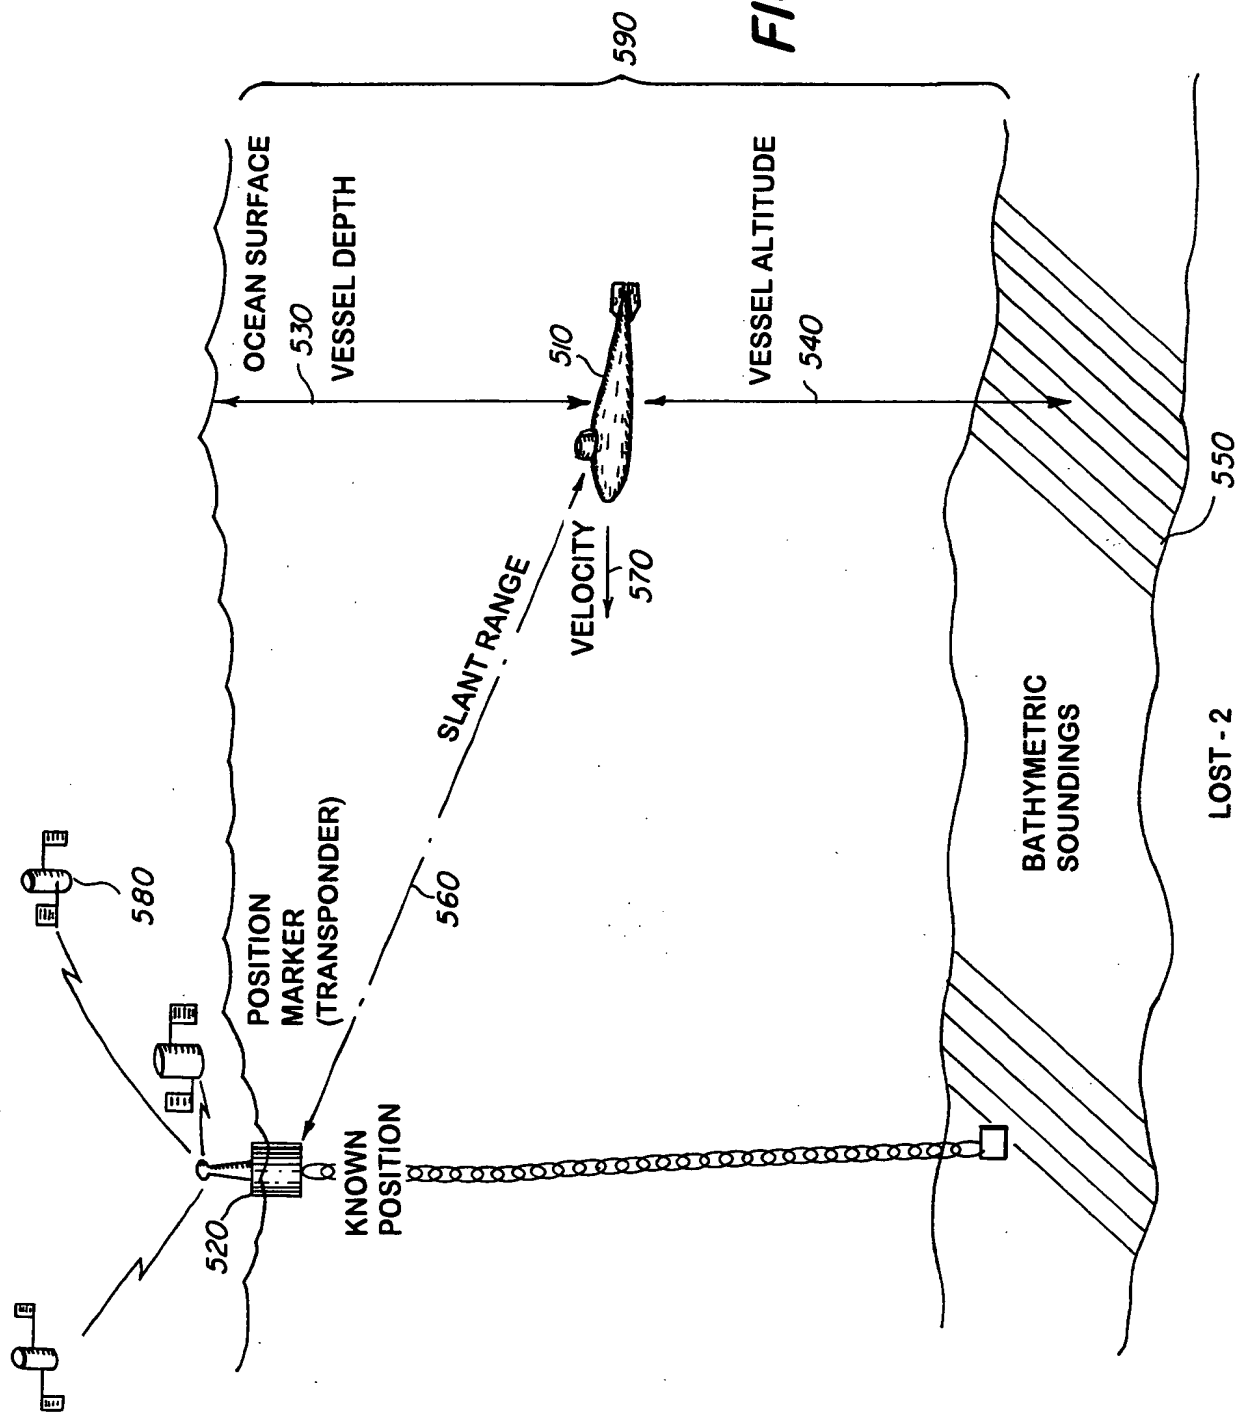 580
POSITION
MARKER
(TRANSPONDER)
520
KNOWN
POSITION
560
SLANT RANGE
OCEAN SURFACE
530
VESSEL DEPTH
510
VELOCITY
570
VESSEL ALTITUDE
540
590
BATHYMETRIC
SOUNDINGS
550
LOST - 2